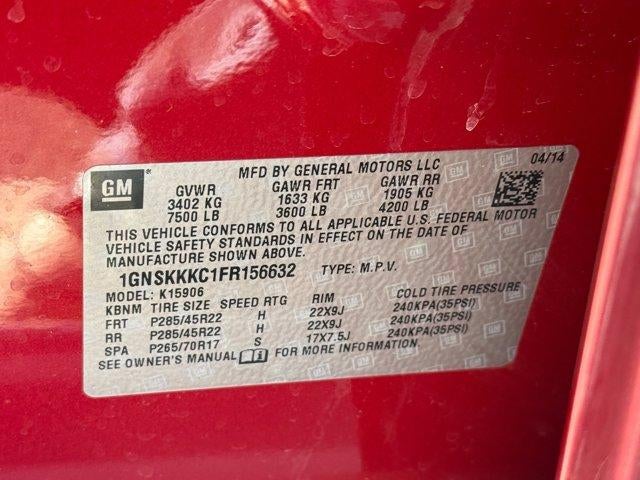 GM
MFD BY GENERAL MOTORS LLC 04/14
GVWR GAWR FRT GAWR RR
3402 KG 1633 KG 1905 KG
7500 LB 3600 LB 4200 LB
THIS VEHICLE CONFORMS TO ALL APPLICABLE U.S. FEDERAL MOTOR
VEHICLE SAFETY STANDARDS IN EFFECT ON THE DATE OF
MANUFACTURE SHOWN ABOVE.
1GNSKKKC1FR156632 TYPE: M.P.V.
MODEL: K15906
KBNM TIRE SIZE SPEED RTG RIM COLD TIRE PRESSURE
FRT P285/45R22 H 22X9J 240KPA(35PSI)
RR P285/45R22 H 22X9J 240KPA(35PSI)
SPA P265/70R17 S 17X7.5J 240KPA(35PSI)
SEE OWNER'S MANUAL FOR MORE INFORMATION.